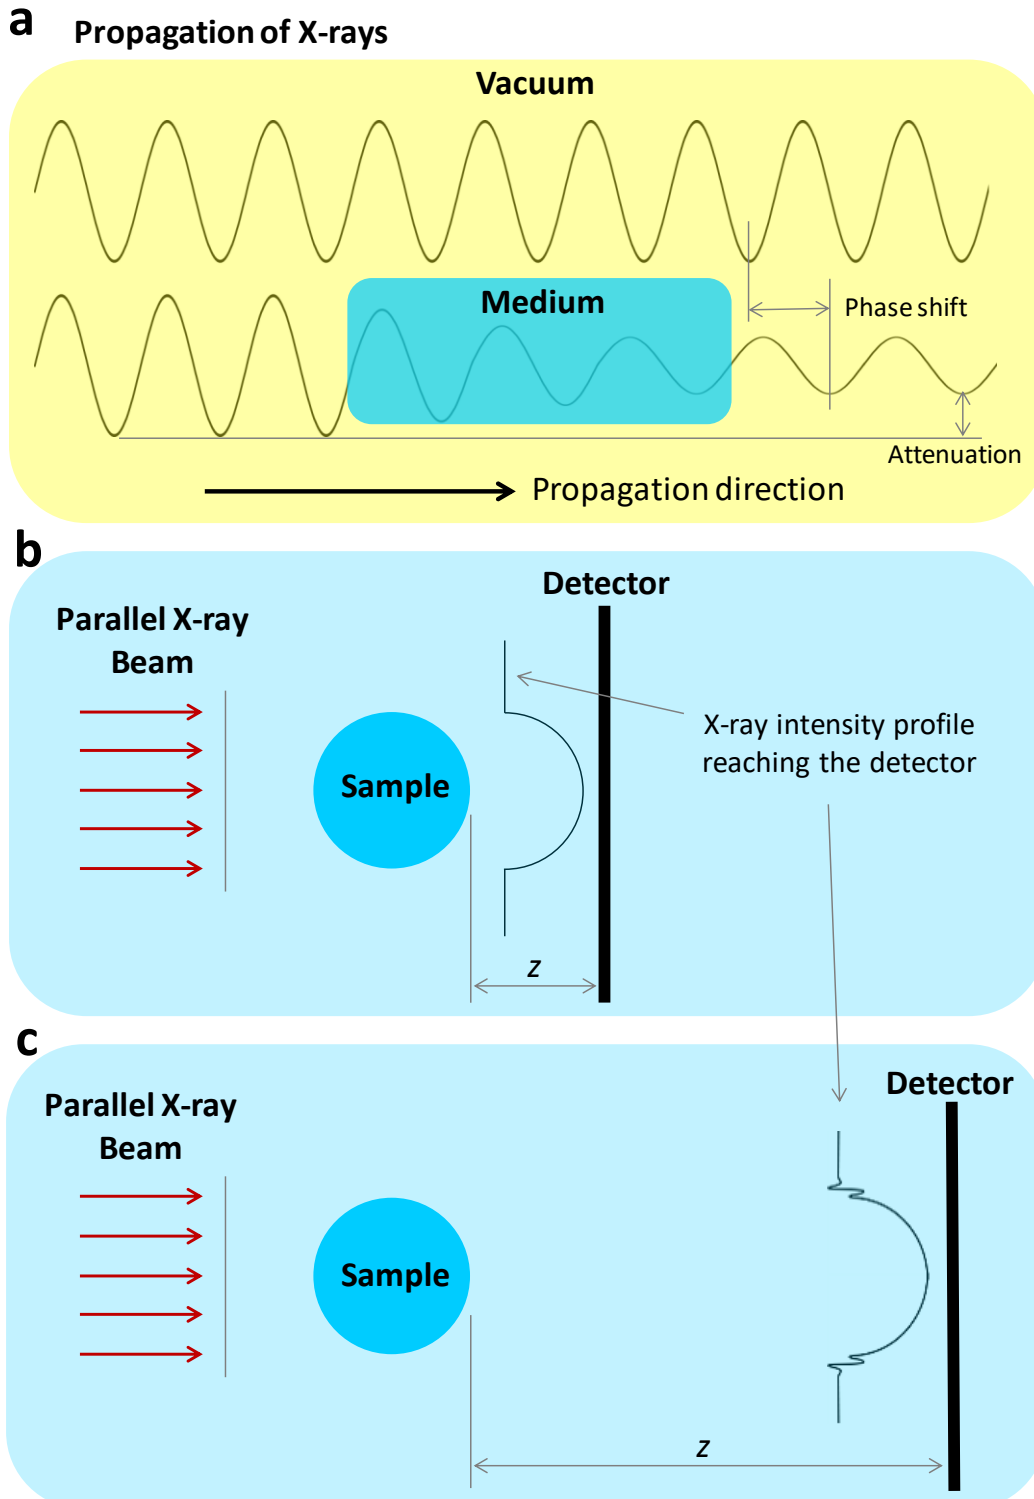 a
Propagation of X-rays
Vacuum
Medium
Phase shift
Attenuation
Propagation direction
b
Detector
Parallel X-ray
Beam
X-ray intensity profile
reaching the detector
Sample
z
c
Detector
Parallel X-ray
Beam
Sample
z